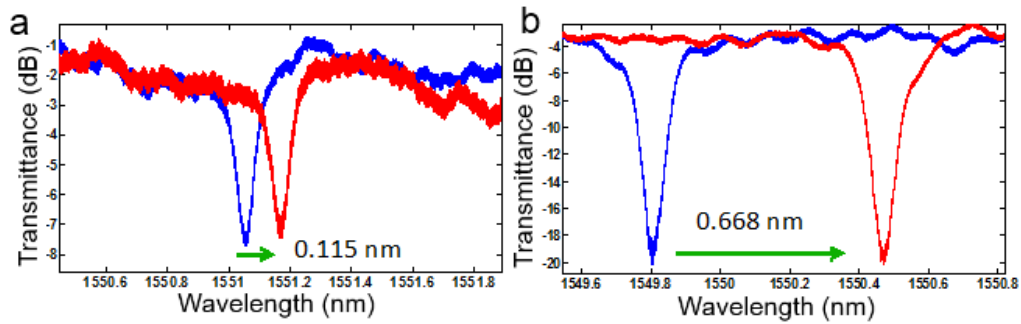 a
Transmittance (dB)
-1
-2
-3
-4
-5
-6
-7
-8
0.115 nm
1550.6 1550.8 1551 1551.2 1551.4 1551.6 1551.8
Wavelength (nm)
b
Transmittance (dB)
-4
-6
-8
-10
-12
-14
-16
-18
-20
0.668 nm
1549.6 1549.8 1550 1550.2 1550.4 1550.6 1550.8
Wavelength (nm)